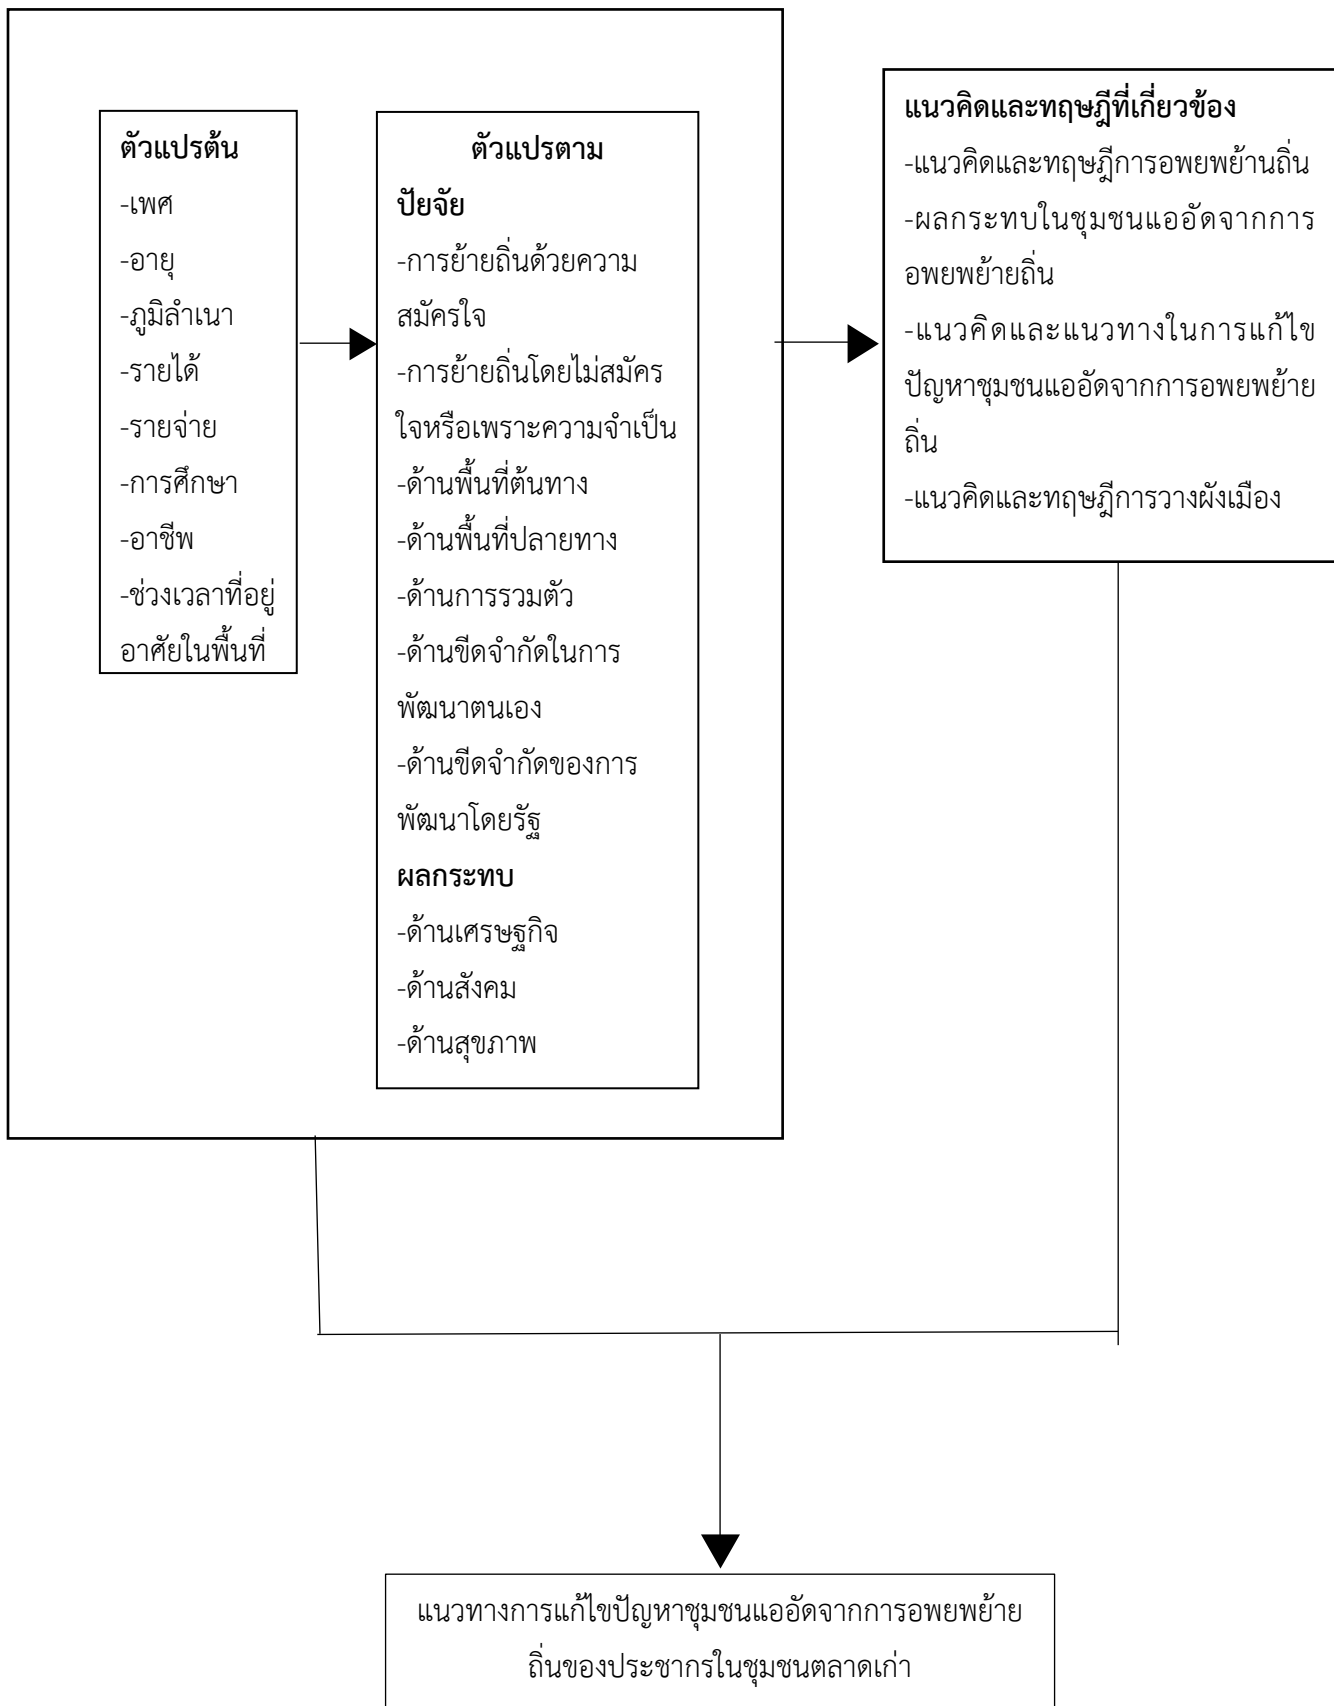 ตัวแปรต้น
-เพศ
-อายุ
-ภูมิลำเนา
-รายได้
-รายจ่าย
-การศึกษา
-อาชีพ
-ช่วงเวลาที่อยู่
อาศัยในพื้นที่
ตัวแปรตาม
ปัยจัย
-การย้ายถิ่นด้วยความ
สมัครใจ
-การย้ายถิ่นโดยไม่สมัคร
ใจหรือเพราะความจำเป็น
-ด้านพื้นที่ต้นทาง
-ด้านพื้นที่ปลายทาง
-ด้านการรวมตัว
-ด้านขีดจำกัดในการ
พัฒนาตนเอง
-ด้านขีดจำกัดของการ
พัฒนาโดยรัฐ
ผลกระทบ
-ด้านเศรษฐกิจ
-ด้านสังคม
-ด้านสุขภาพ
แนวคิดและทฤษฎีที่เกี่ยวข้อง
-แนวคิดและทฤษฎีการอพยพย้านถิ่น
-ผลกระทบในชุมชนแออัดจากการ
อพยพย้ายถิ่น
-แนวคิดและแนวทางในการแก้ไข
ปัญหาชุมชนแออัดจากการอพยพย้าย
ถิ่น
-แนวคิดและทฤษฎีการวางผังเมือง
แนวทางการแก้ไขปัญหาชุมชนแออัดจากการอพยพย้าย
ถิ่นของประชากรในชุมชนตลาดเก่า